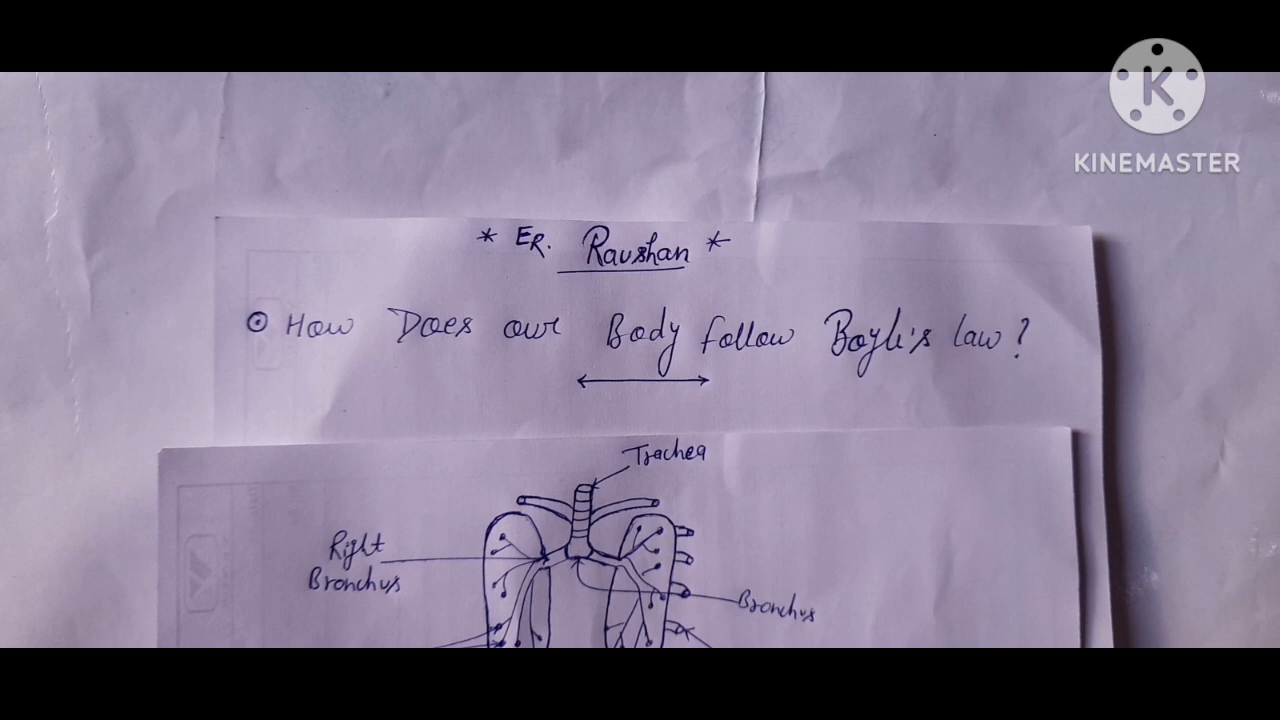 KINEMASTER
* ER. Raushan *
How Does our Body follow Boyle's law?
Trachea
Right
Bronchus
Bronchus